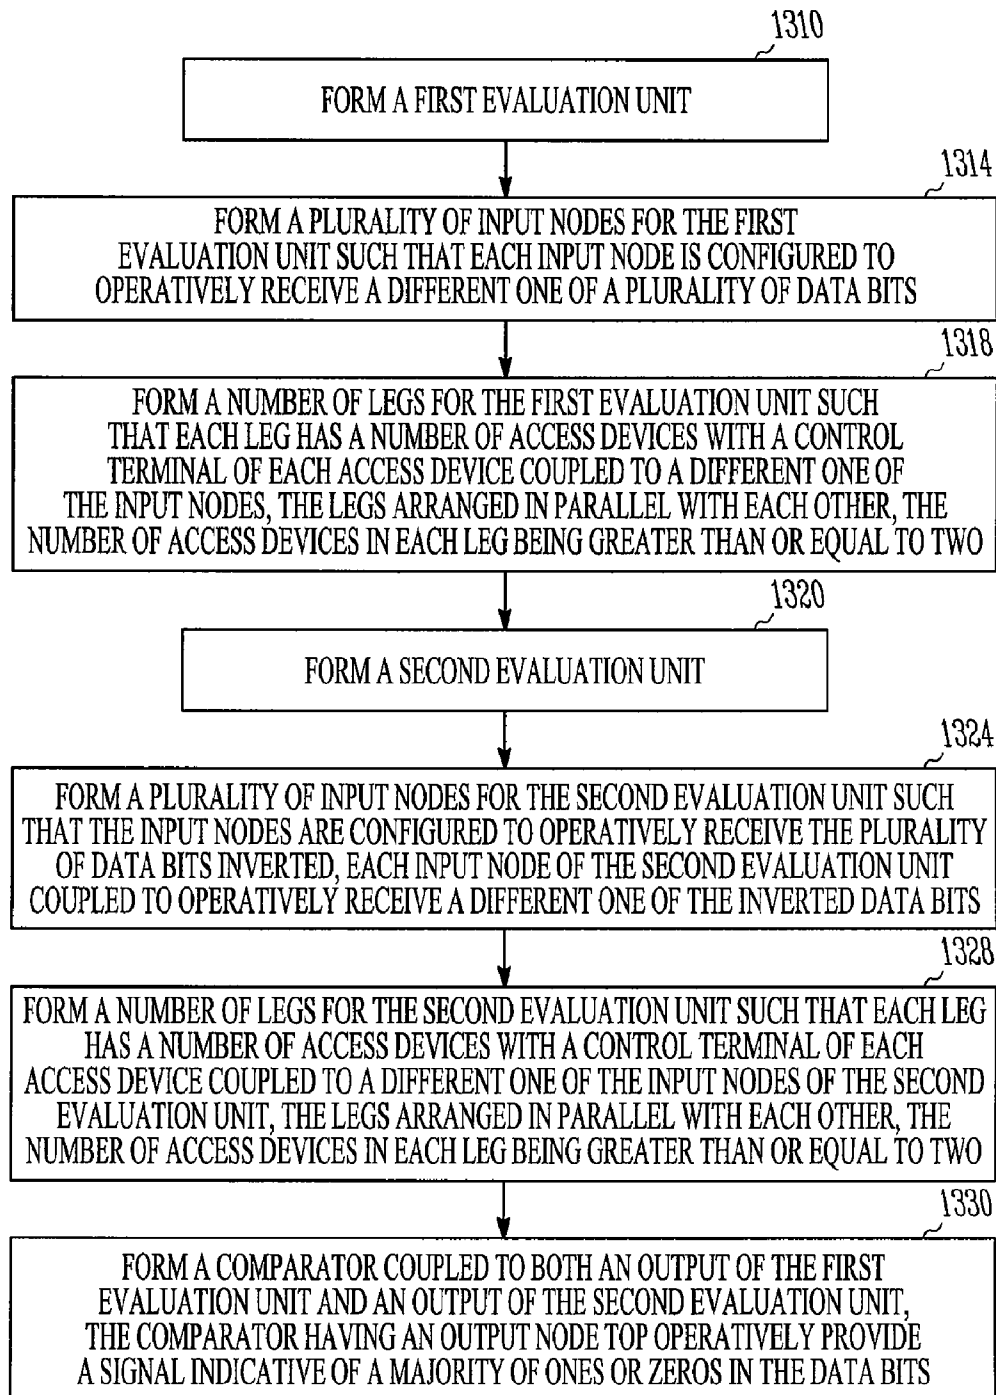 1310
FORM A FIRST EVALUATION UNIT
1314
FORM A PLURALITY OF INPUT NODES FOR THE FIRST
EVALUATION UNIT SUCH THAT EACH INPUT NODE IS CONFIGURED TO
OPERATIVELY RECEIVE A DIFFERENT ONE OF A PLURALITY OF DATA BITS
1318
FORM A NUMBER OF LEGS FOR THE FIRST EVALUATION UNIT SUCH
THAT EACH LEG HAS A NUMBER OF ACCESS DEVICES WITH A CONTROL
TERMINAL OF EACH ACCESS DEVICE COUPLED TO A DIFFERENT ONE OF
THE INPUT NODES, THE LEGS ARRANGED IN PARALLEL WITH EACH OTHER, THE
NUMBER OF ACCESS DEVICES IN EACH LEG BEING GREATER THAN OR EQUAL TO TWO
1320
FORM A SECOND EVALUATION UNIT
1324
FORM A PLURALITY OF INPUT NODES FOR THE SECOND EVALUATION UNIT SUCH
THAT THE INPUT NODES ARE CONFIGURED TO OPERATIVELY RECEIVE THE PLURALITY
OF DATA BITS INVERTED, EACH INPUT NODE OF THE SECOND EVALUATION UNIT
COUPLED TO OPERATIVELY RECEIVE A DIFFERENT ONE OF THE INVERTED DATA BITS
1328
FORM A NUMBER OF LEGS FOR THE SECOND EVALUATION UNIT SUCH THAT EACH LEG
HAS A NUMBER OF ACCESS DEVICES WITH A CONTROL TERMINAL OF EACH
ACCESS DEVICE COUPLED TO A DIFFERENT ONE OF THE INPUT NODES OF THE SECOND
EVALUATION UNIT, THE LEGS ARRANGED IN PARALLEL WITH EACH OTHER, THE
NUMBER OF ACCESS DEVICES IN EACH LEG BEING GREATER THAN OR EQUAL TO TWO
1330
FORM A COMPARATOR COUPLED TO BOTH AN OUTPUT OF THE FIRST
EVALUATION UNIT AND AN OUTPUT OF THE SECOND EVALUATION UNIT,
THE COMPARATOR HAVING AN OUTPUT NODE TOP OPERATIVELY PROVIDE
A SIGNAL INDICATIVE OF A MAJORITY OF ONES OR ZEROS IN THE DATA BITS